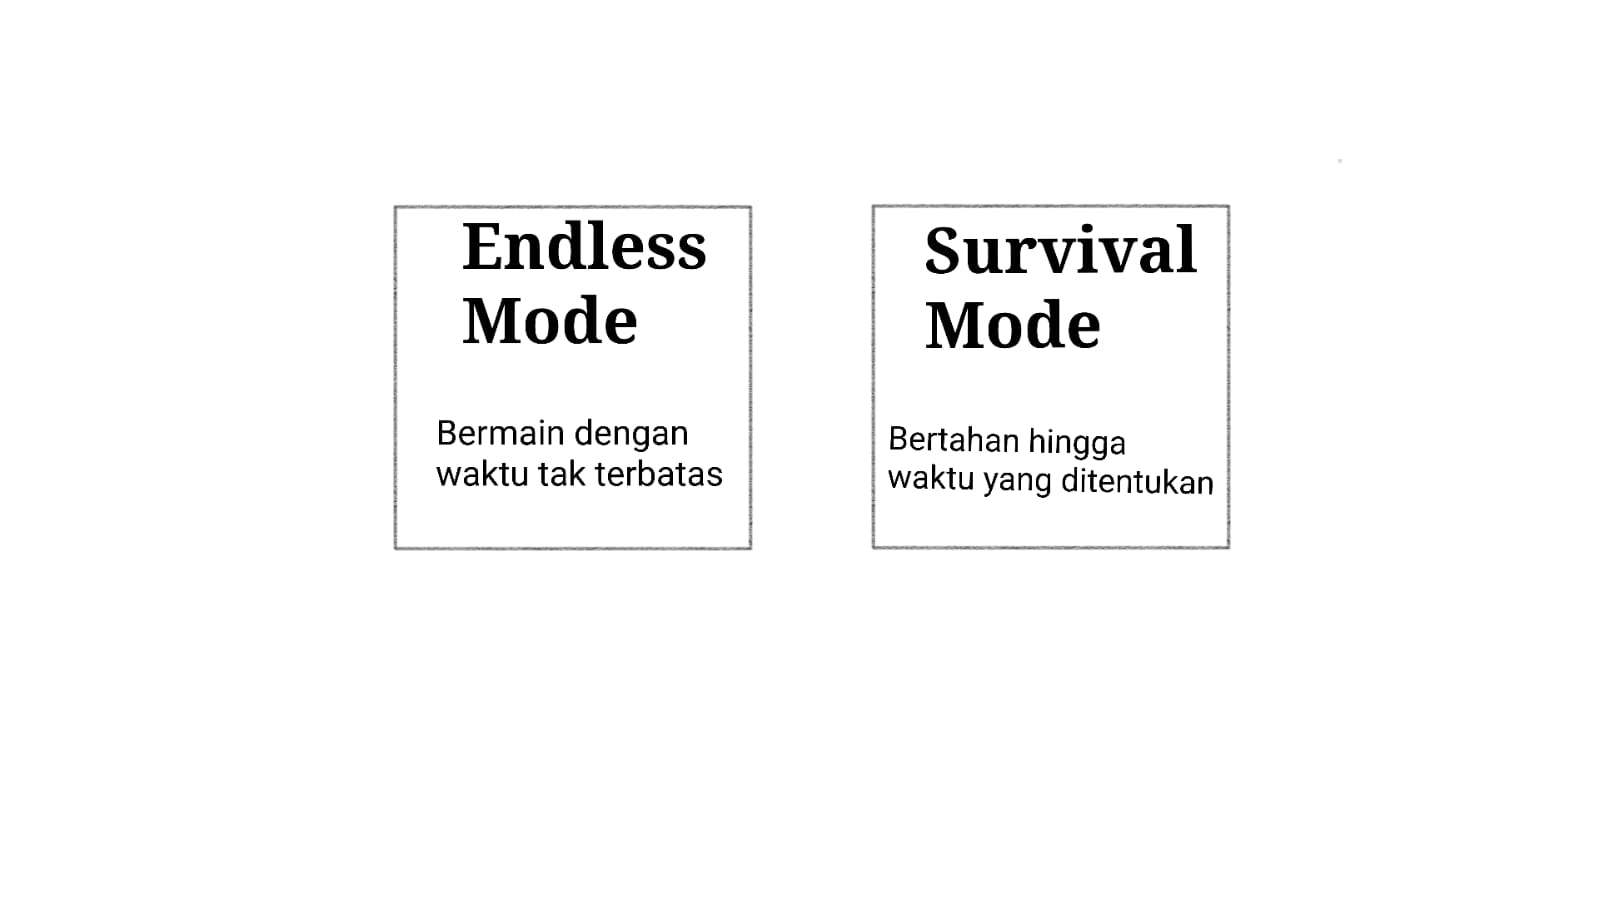 Endless
Mode
Bermain dengan
waktu tak terbatas
Survival
Mode
Bertahan hingga
waktu yang ditentukan